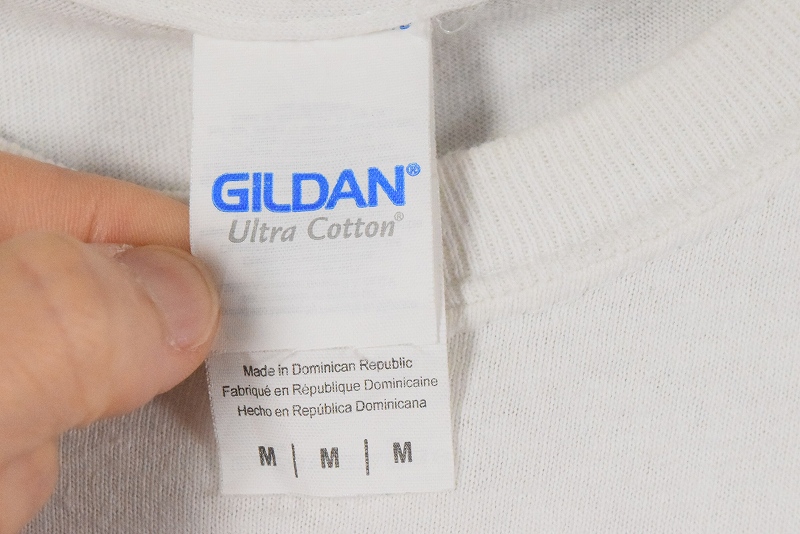 GILDAN®
Ultra Cotton®
Made in Dominican Republic
Fabriqué en République Dominicaine
Hecho en República Dominicana
M | M | M